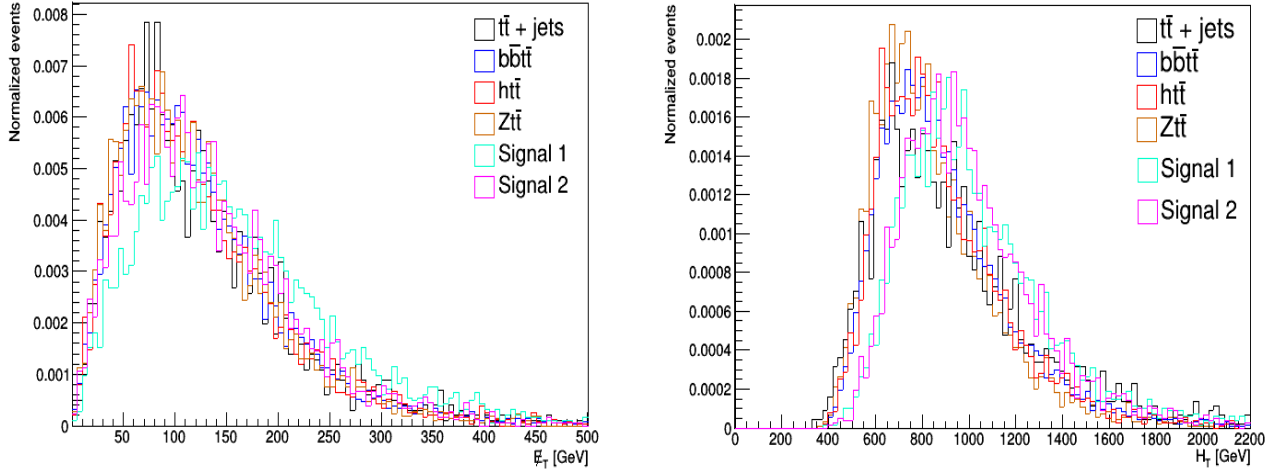 Normalized events
0.008
0.007
0.006
0.005
0.004
0.003
0.002
0.001
0
50 100 150 200 250 300 350 400 450 500
E̸_T [GeV]
tt̄ + jets
bb̄tt̄
htt̄
Ztt̄
Signal 1
Signal 2
Normalized events
0.002
0.0018
0.0016
0.0014
0.0012
0.001
0.0008
0.0006
0.0004
0.0002
0
0 200 400 600 800 1000 1200 1400 1600 1800 2000 2200
H_T [GeV]
tt̄ + jets
bb̄tt̄
htt̄
Ztt̄
Signal 1
Signal 2